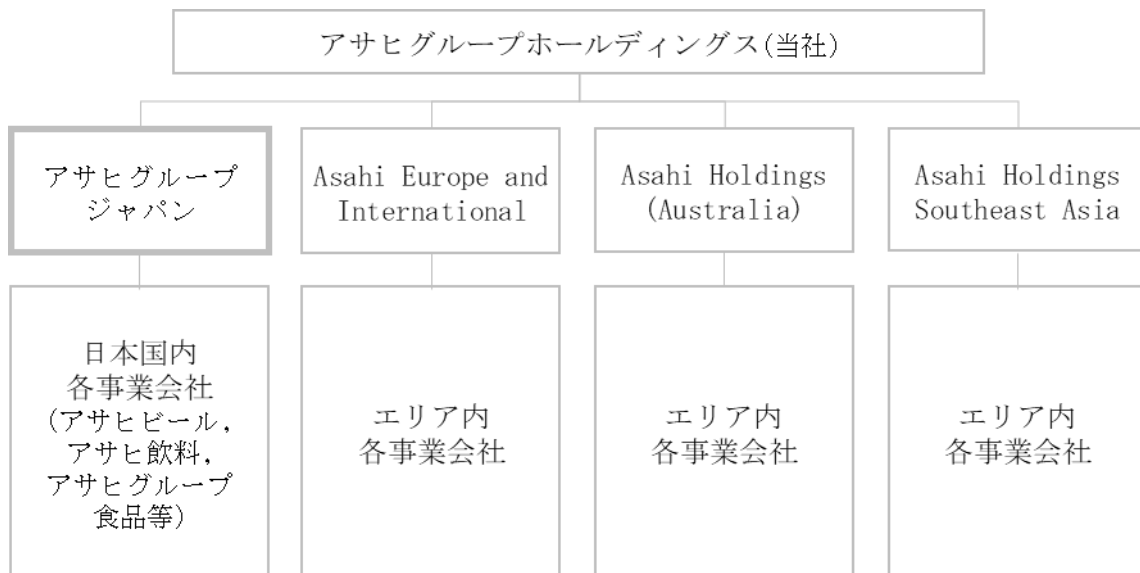 アサヒグループホールディングス(当社)
アサヒグループ
ジャパン
Asahi Europe and
International
Asahi Holdings
(Australia)
Asahi Holdings
Southeast Asia
日本国内
各事業会社
(アサヒビール,
アサヒ飲料,
アサヒグループ
食品等)
エリア内
各事業会社
エリア内
各事業会社
エリア内
各事業会社